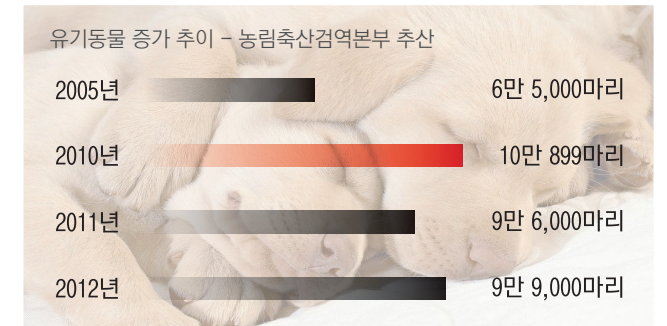 유기동물 증가 추이 – 농림축산검역본부 추산
2005년 6만 5,000마리
2010년 10만 899마리
2011년 9만 6,000마리
2012년 9만 9,000마리